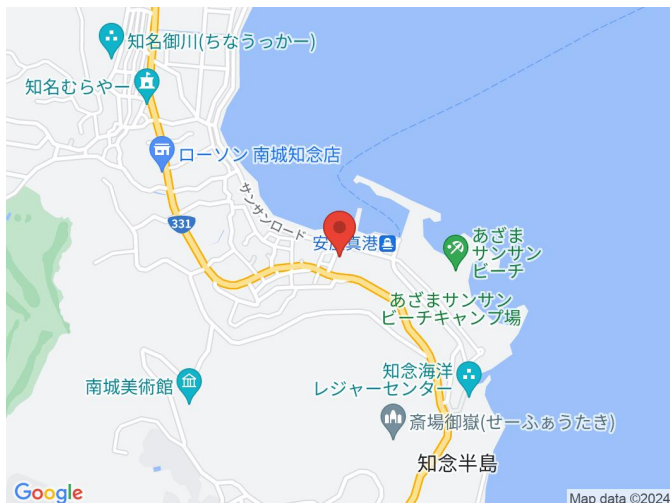 知名御川(ちなうっかー)
知名むらやー
ローソン 南城知念店
サンサンロード
331
安座真港
あざま
サンサン
ビーチ
あざまサンサン
ビーチキャンプ場
知念海洋
レジャーセンター
南城美術館
斎場御嶽(せーふぁうたき)
知念半島
Google
Map data ©2024